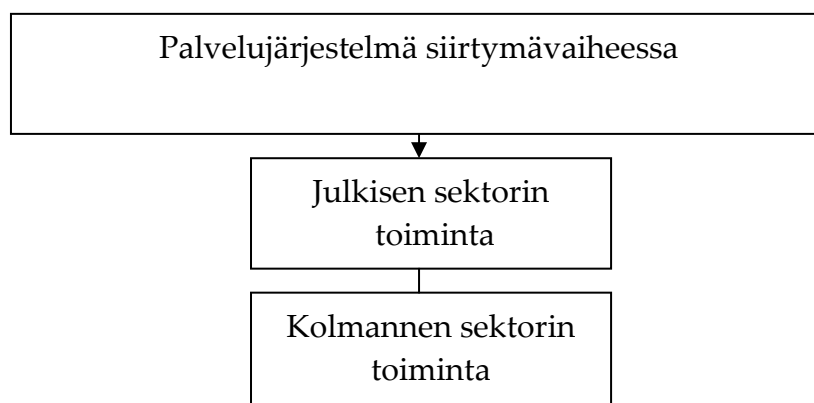 Palvelujärjestelmä siirtymävaiheessa
Julkisen sektorin
toiminta
Kolmannen sektorin
toiminta